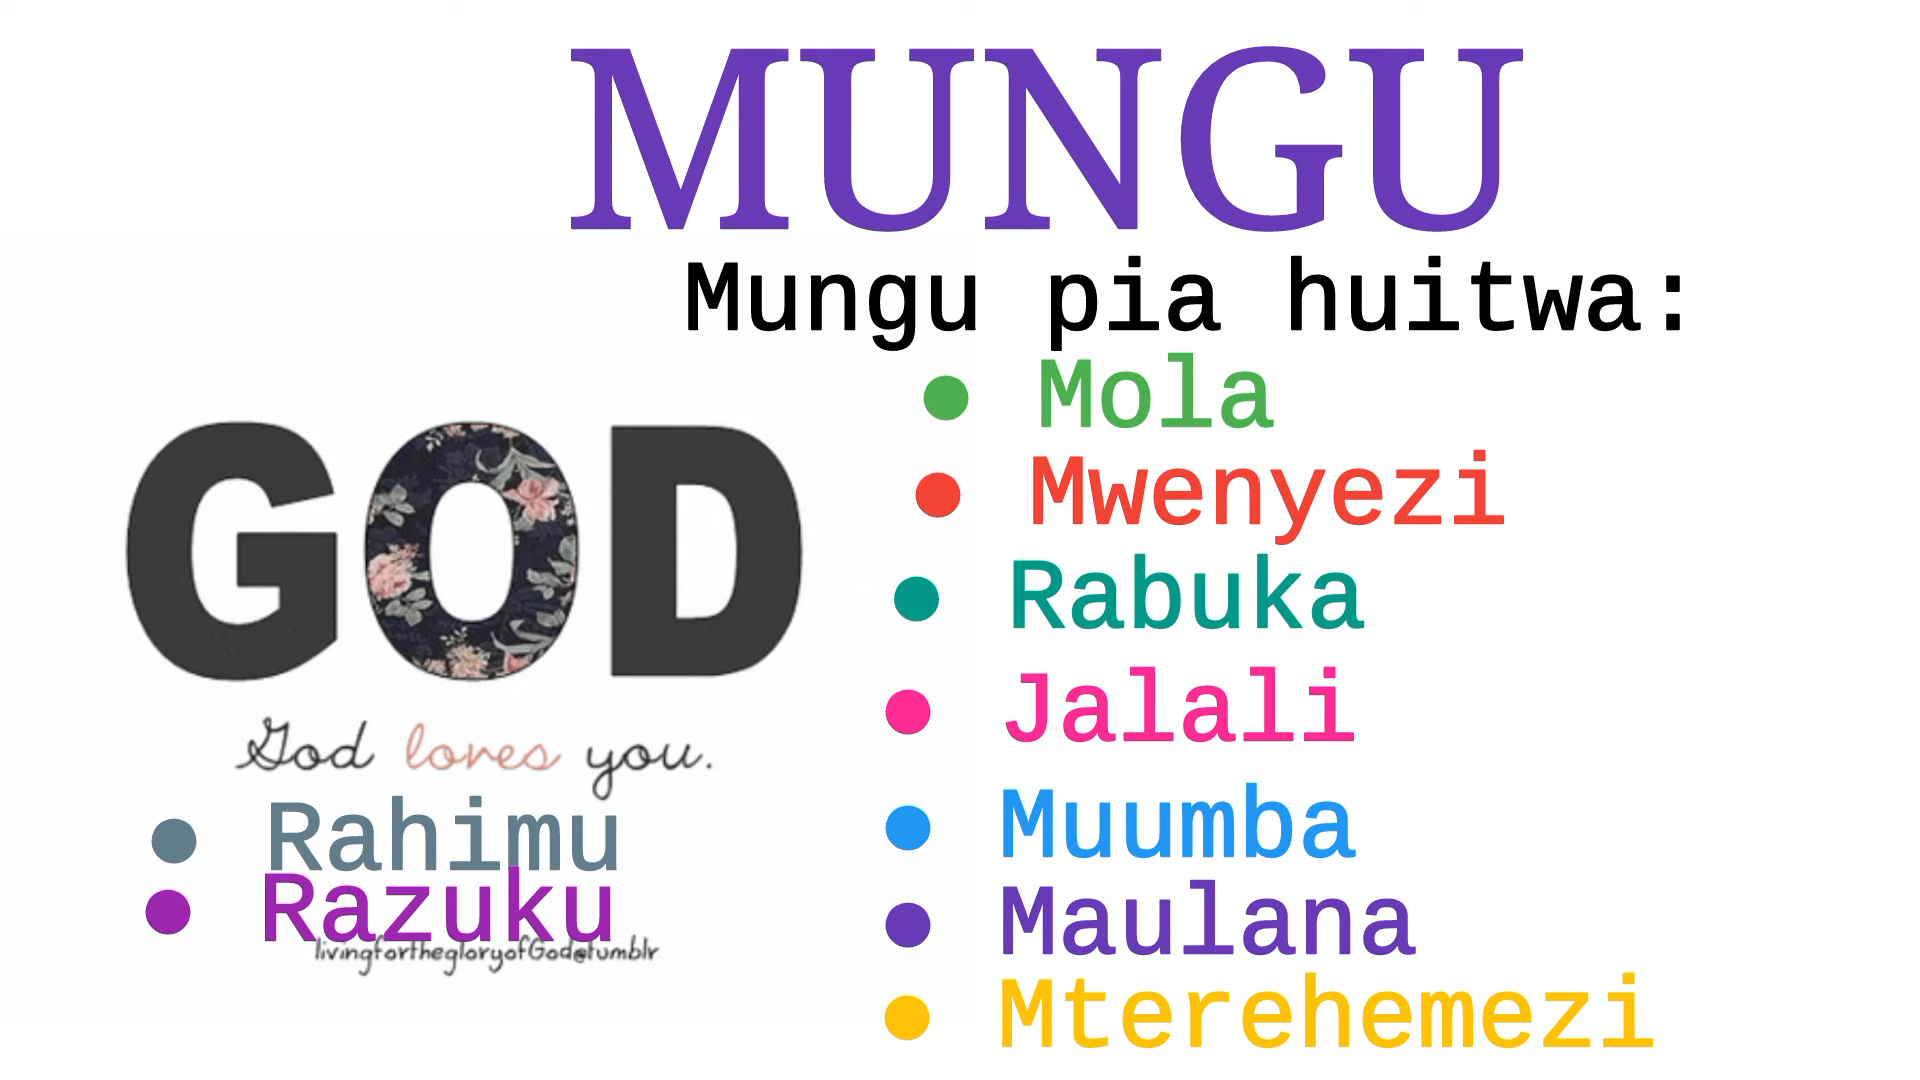 MUNGU
Mungu pia huitwa:
• Mola
• Mwenyezi
• Rabuka
• Jalali
• Muumba
• Maulana
• Mterehemezi
GOD
God loves you.
• Rahimu
• Razuku
livingforthegloryofGod@tumblr